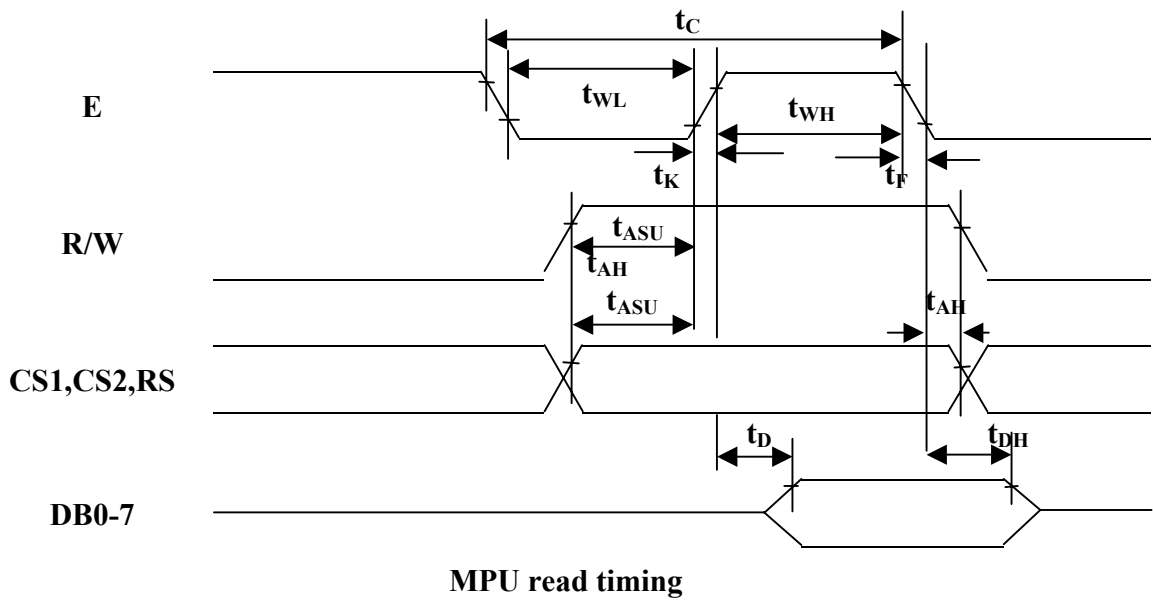 tC
E
tWL
tWH
tK
tF
R/W
tASU
tAH
tASU
tAH
CS1,CS2,RS
tD
tDH
DB0-7
MPU read timing